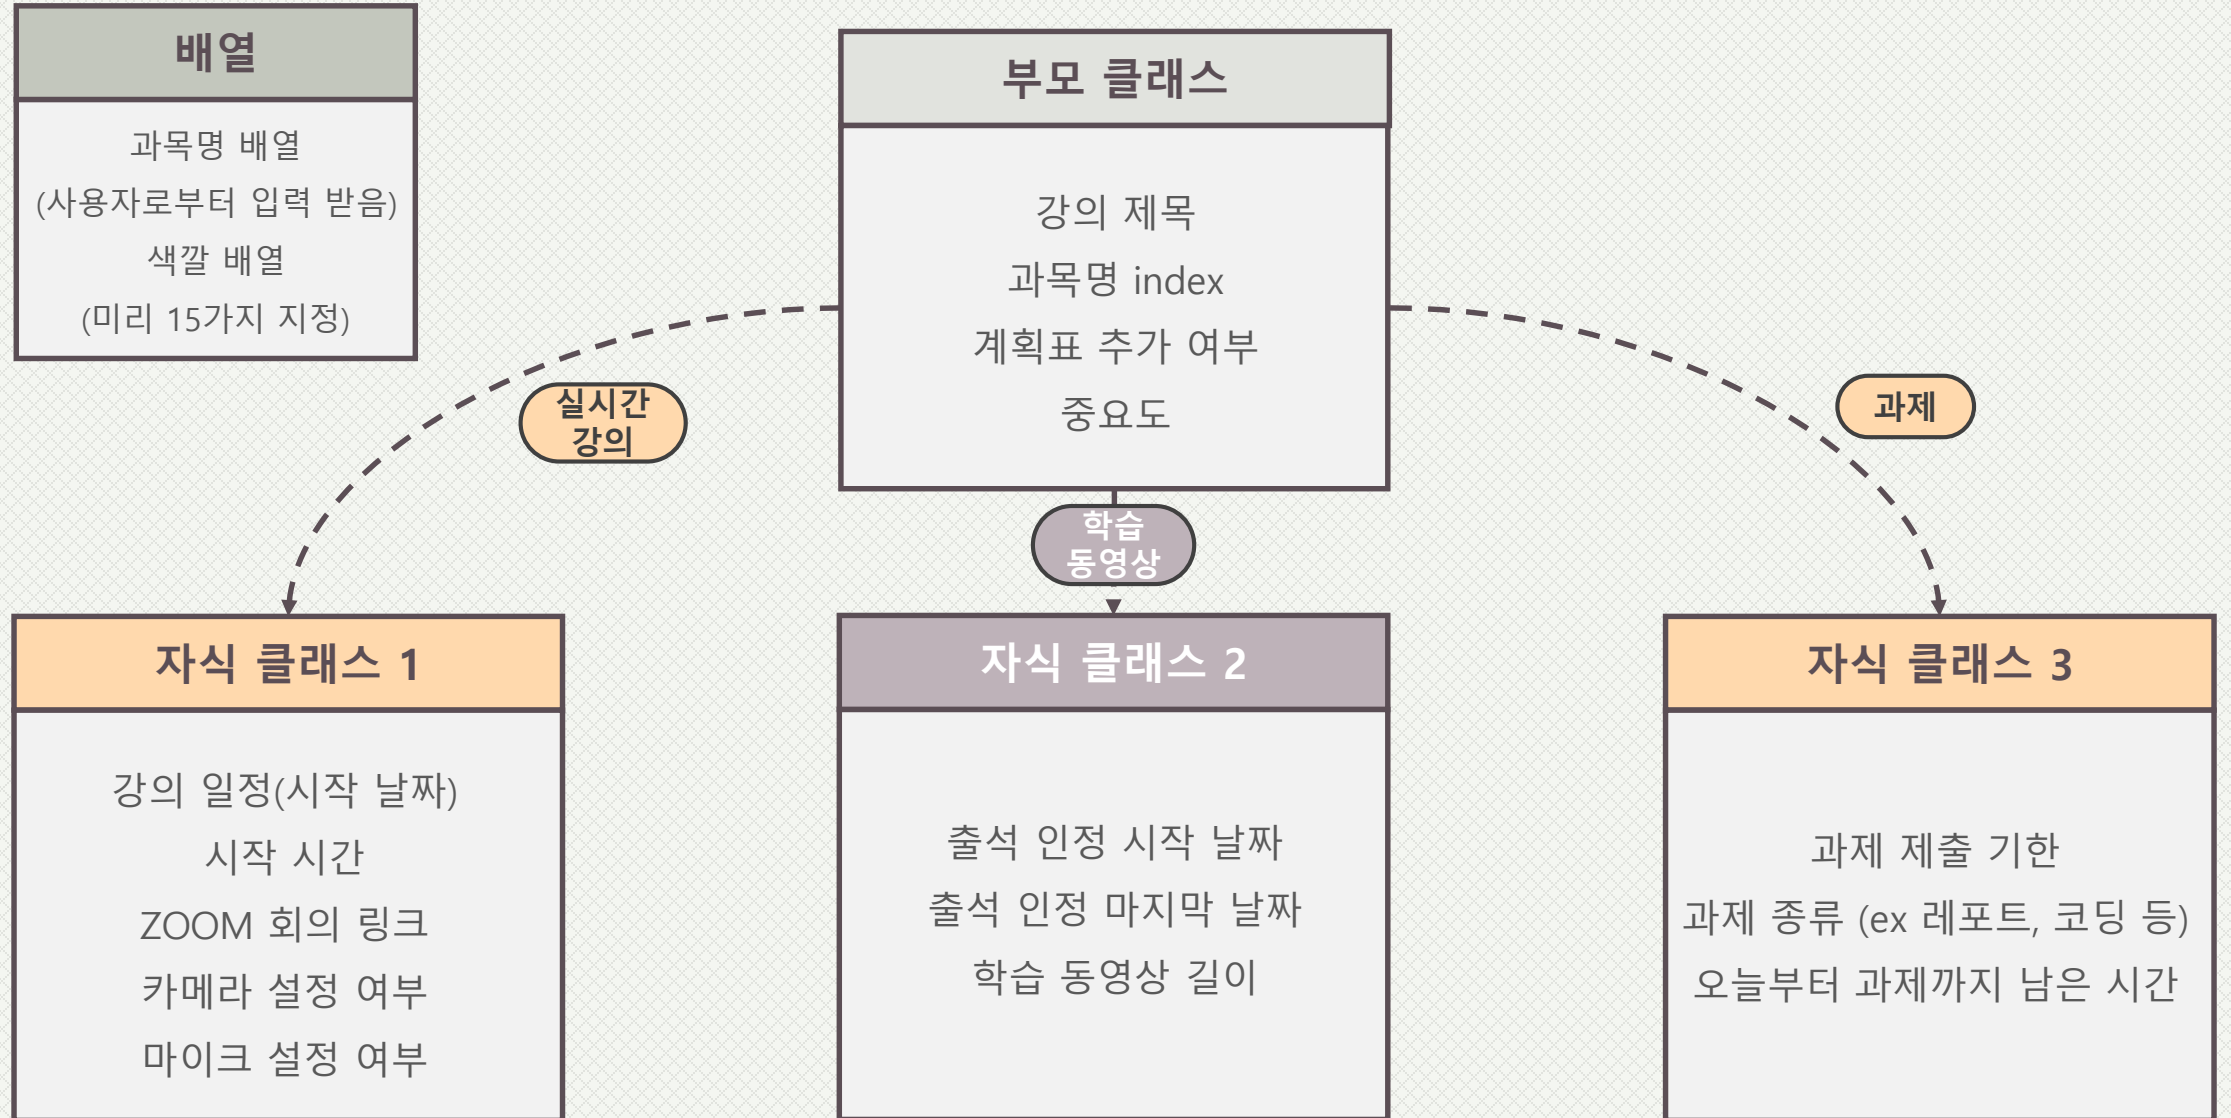 배열
과목명 배열
(사용자로부터 입력 받음)
색깔 배열
(미리 15가지 지정)
부모 클래스
강의 제목
과목명 index
계획표 추가 여부
중요도
실시간
강의
학습
동영상
과제
자식 클래스 1
강의 일정(시작 날짜)
시작 시간
ZOOM 회의 링크
카메라 설정 여부
마이크 설정 여부
자식 클래스 2
출석 인정 시작 날짜
출석 인정 마지막 날짜
학습 동영상 길이
자식 클래스 3
과제 제출 기한
과제 종류 (ex 레포트, 코딩 등)
오늘부터 과제까지 남은 시간